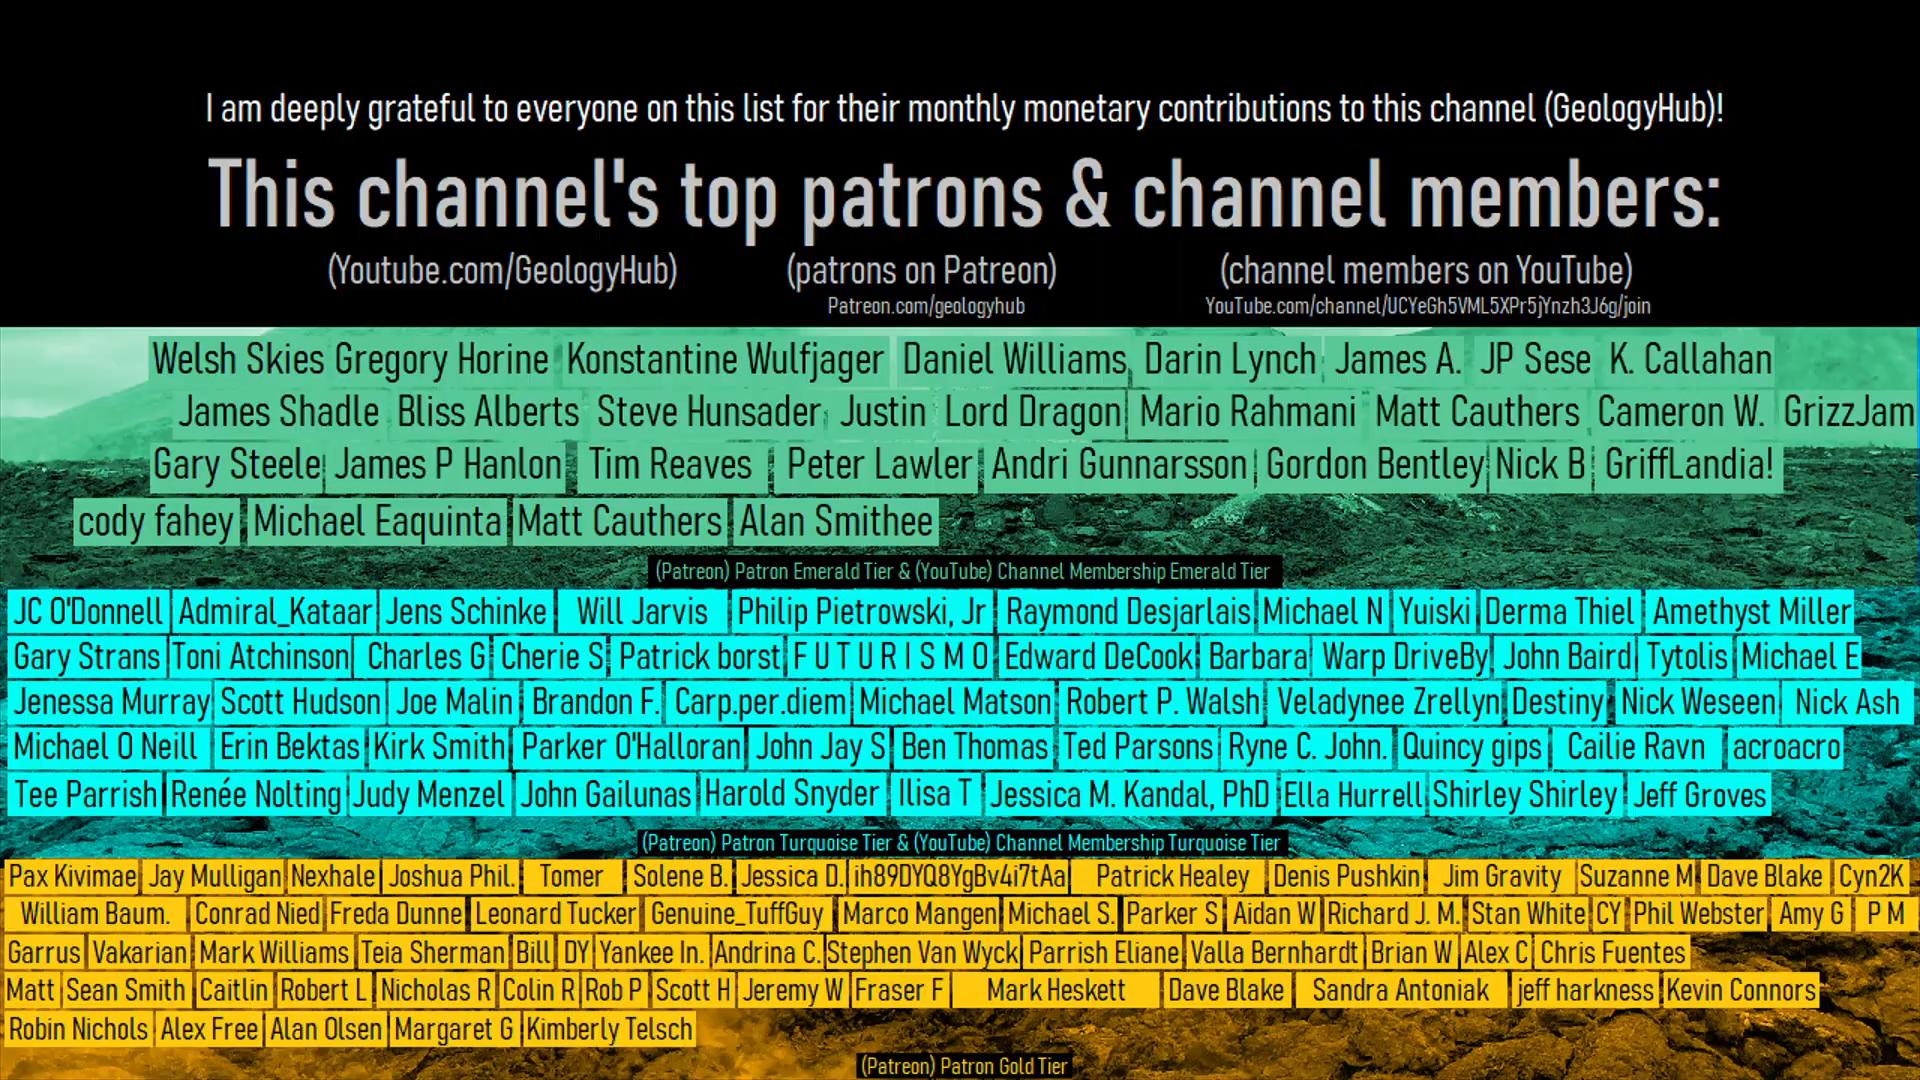 I am deeply grateful to everyone on this list for their monthly monetary contributions to this channel (GeologyHub)!
This channel's top patrons & channel members:
(Youtube.com/GeologyHub) (patrons on Patreon) (channel members on YouTube)
Patreon.com/geologyhub YouTube.com/channel/UCYeGh5VML5XPr5jYnzh3J6g/join
Welsh Skies Gregory Horine Konstantine Wulfjager Daniel Williams Darin Lynch James A. JP Sese K. Callahan
James Shadle Bliss Alberts Steve Hunsader Justin Lord Dragon Mario Rahmani Matt Cauthers Cameron W. GrizzJam
Gary Steele James P Hanlon Tim Reaves Peter Lawler Andri Gunnarsson Gordon Bentley Nick B GriffLandia!
cody fahey Michael Eaquinta Matt Cauthers Alan Smithee
(Patreon) Patron Emerald Tier & (YouTube) Channel Membership Emerald Tier
JC O'Donnell Admiral_Kataar Jens Schinke Will Jarvis Philip Pietrowski, Jr Raymond Desjarlais Michael N Yuiski Derma Thiel Amethyst Miller
Gary Strans Toni Atchinson Charles G Cherie S Patrick borst F U T U R I S M O Edward DeCook Barbara Warp DriveBy John Baird Tytolis Michael E
Jenessa Murray Scott Hudson Joe Malin Brandon F. Carp.per.diem Michael Matson Robert P. Walsh Veladynee Zrellyn Destiny Nick Weseen Nick Ash
Michael O Neill Erin Bektas Kirk Smith Parker O'Halloran John Jay S Ben Thomas Ted Parsons Ryne C. John. Quincy gips Cailie Ravn acroacro
Tee Parrish Renée Nolting Judy Menzel John Gailunas Harold Snyder Ilisa T Jessica M. Kandal, PhD Ella Hurrell Shirley Shirley Jeff Groves
(Patreon) Patron Turquoise Tier & (YouTube) Channel Membership Turquoise Tier
Pax Kivimae Jay Mulligan Nexhale Joshua Phil. Tomer Solene B. Jessica D. ih89DYQ8YgBv4i7tAa Patrick Healey Denis Pushkin Jim Gravity Suzanne M Dave Blake Cyn2K
William Baum. Conrad Nied Freda Dunne Leonard Tucker Genuine_TuffGuy Marco Mangen Michael S. Parker S Aidan W Richard J. M. Stan White CY Phil Webster Amy G P M
Garrus Vakarian Mark Williams Teia Sherman Bill DY Yankee In. Andrina C. Stephen Van Wyck Parrish Eliane Valla Bernhardt Brian W Alex C Chris Fuentes
Matt Sean Smith Caitlin Robert L Nicholas R Colin R Rob P Scott H Jeremy W Fraser F Mark Heskett Dave Blake Sandra Antoniak jeff harkness Kevin Connors
Robin Nichols Alex Free Alan Olsen Margaret G Kimberly Telsch
(Patreon) Patron Gold Tier